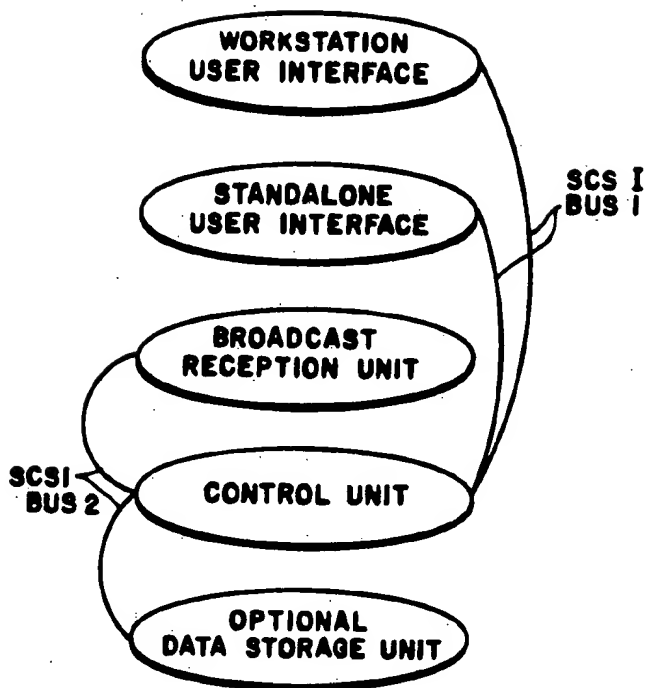 WORKSTATION
USER INTERFACE
STANDALONE
USER INTERFACE
SCS I
BUS 1
BROADCAST
RECEPTION UNIT
CONTROL UNIT
SCSI
BUS 2
OPTIONAL
DATA STORAGE UNIT